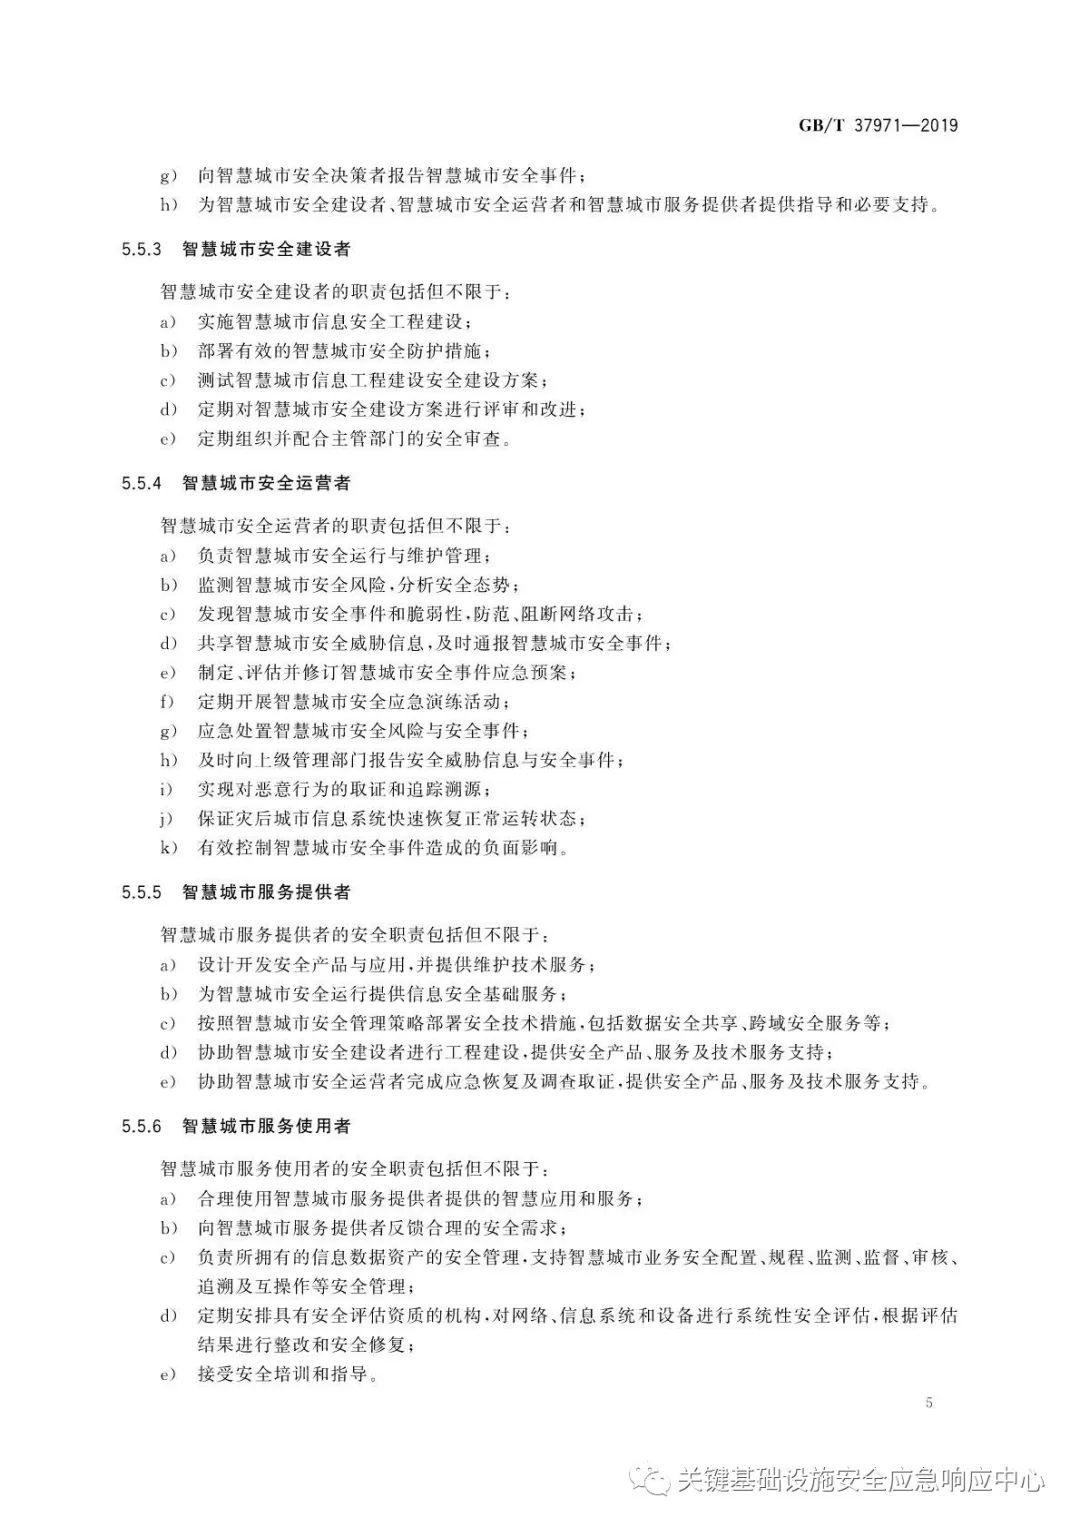 GB/T 37971—2019
g) 向智慧城市安全决策者报告智慧城市安全事件;
h) 为智慧城市安全建设者、智慧城市安全运营者和智慧城市服务提供者提供指导和必要支持。
5.5.3 智慧城市安全建设者
智慧城市安全建设者的职责包括但不限于:
a) 实施智慧城市信息安全工程建设;
b) 部署有效的智慧城市安全防护措施;
c) 测试智慧城市信息工程建设安全建设方案;
d) 定期对智慧城市安全建设方案进行评审和改进;
e) 定期组织并配合主管部门的安全审查。
5.5.4 智慧城市安全运营者
智慧城市安全运营者的职责包括但不限于:
a) 负责智慧城市安全运行与维护管理;
b) 监测智慧城市安全风险,分析安全态势;
c) 发现智慧城市安全事件和脆弱性,防范、阻断网络攻击;
d) 共享智慧城市安全威胁信息,及时通报智慧城市安全事件;
e) 制定、评估并修订智慧城市安全事件应急预案;
f) 定期开展智慧城市安全应急演练活动;
g) 应急处置智慧城市安全风险与安全事件;
h) 及时向上级管理部门报告安全威胁信息与安全事件;
i) 实现对恶意行为的取证和追踪溯源;
j) 保证灾后城市信息系统快速恢复正常运转状态;
k) 有效控制智慧城市安全事件造成的负面影响。
5.5.5 智慧城市服务提供者
智慧城市服务提供者的安全职责包括但不限于:
a) 设计开发安全产品与应用,并提供维护技术服务;
b) 为智慧城市安全运行提供信息安全基础服务;
c) 按照智慧城市安全管理策略部署安全技术措施,包括数据安全共享、跨域安全服务等;
d) 协助智慧城市安全建设者进行工程建设,提供安全产品、服务及技术服务支持;
e) 协助智慧城市安全运营者完成应急恢复及调查取证,提供安全产品、服务及技术服务支持。
5.5.6 智慧城市服务使用者
智慧城市服务使用者的安全职责包括但不限于:
a) 合理使用智慧城市服务提供者提供的智慧应用和服务;
b) 向智慧城市服务提供者反馈合理的安全需求;
c) 负责所拥有的信息数据资产的安全管理,支持智慧城市业务安全配置、规程、监测、监督、审核、
追溯及互操作等安全管理;
d) 定期安排具有安全评估资质的机构,对网络、信息系统和设备进行系统性安全评估,根据评估
结果进行整改和安全修复;
e) 接受安全培训和指导。
5
关键基础设施安全应急响应中心